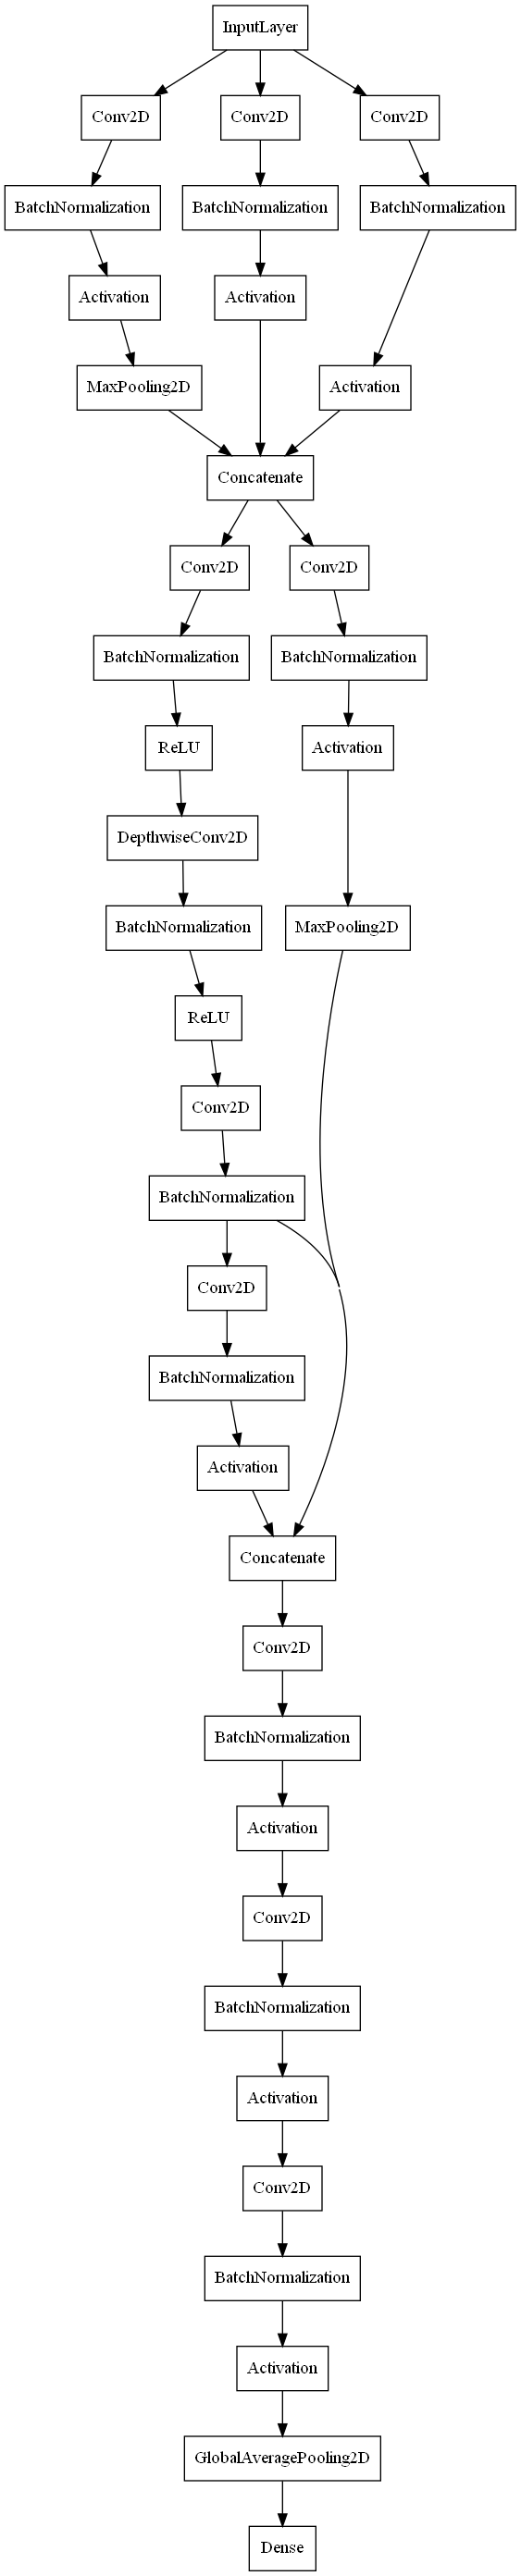 InputLayer
Conv2D
Conv2D
Conv2D
BatchNormalization
BatchNormalization
BatchNormalization
Activation
Activation
MaxPooling2D
Activation
Concatenate
Conv2D
Conv2D
BatchNormalization
BatchNormalization
ReLU
Activation
DepthwiseConv2D
BatchNormalization
MaxPooling2D
ReLU
Conv2D
BatchNormalization
Conv2D
BatchNormalization
Activation
Concatenate
Conv2D
BatchNormalization
Activation
Conv2D
BatchNormalization
Activation
Conv2D
BatchNormalization
Activation
GlobalAveragePooling2D
Dense